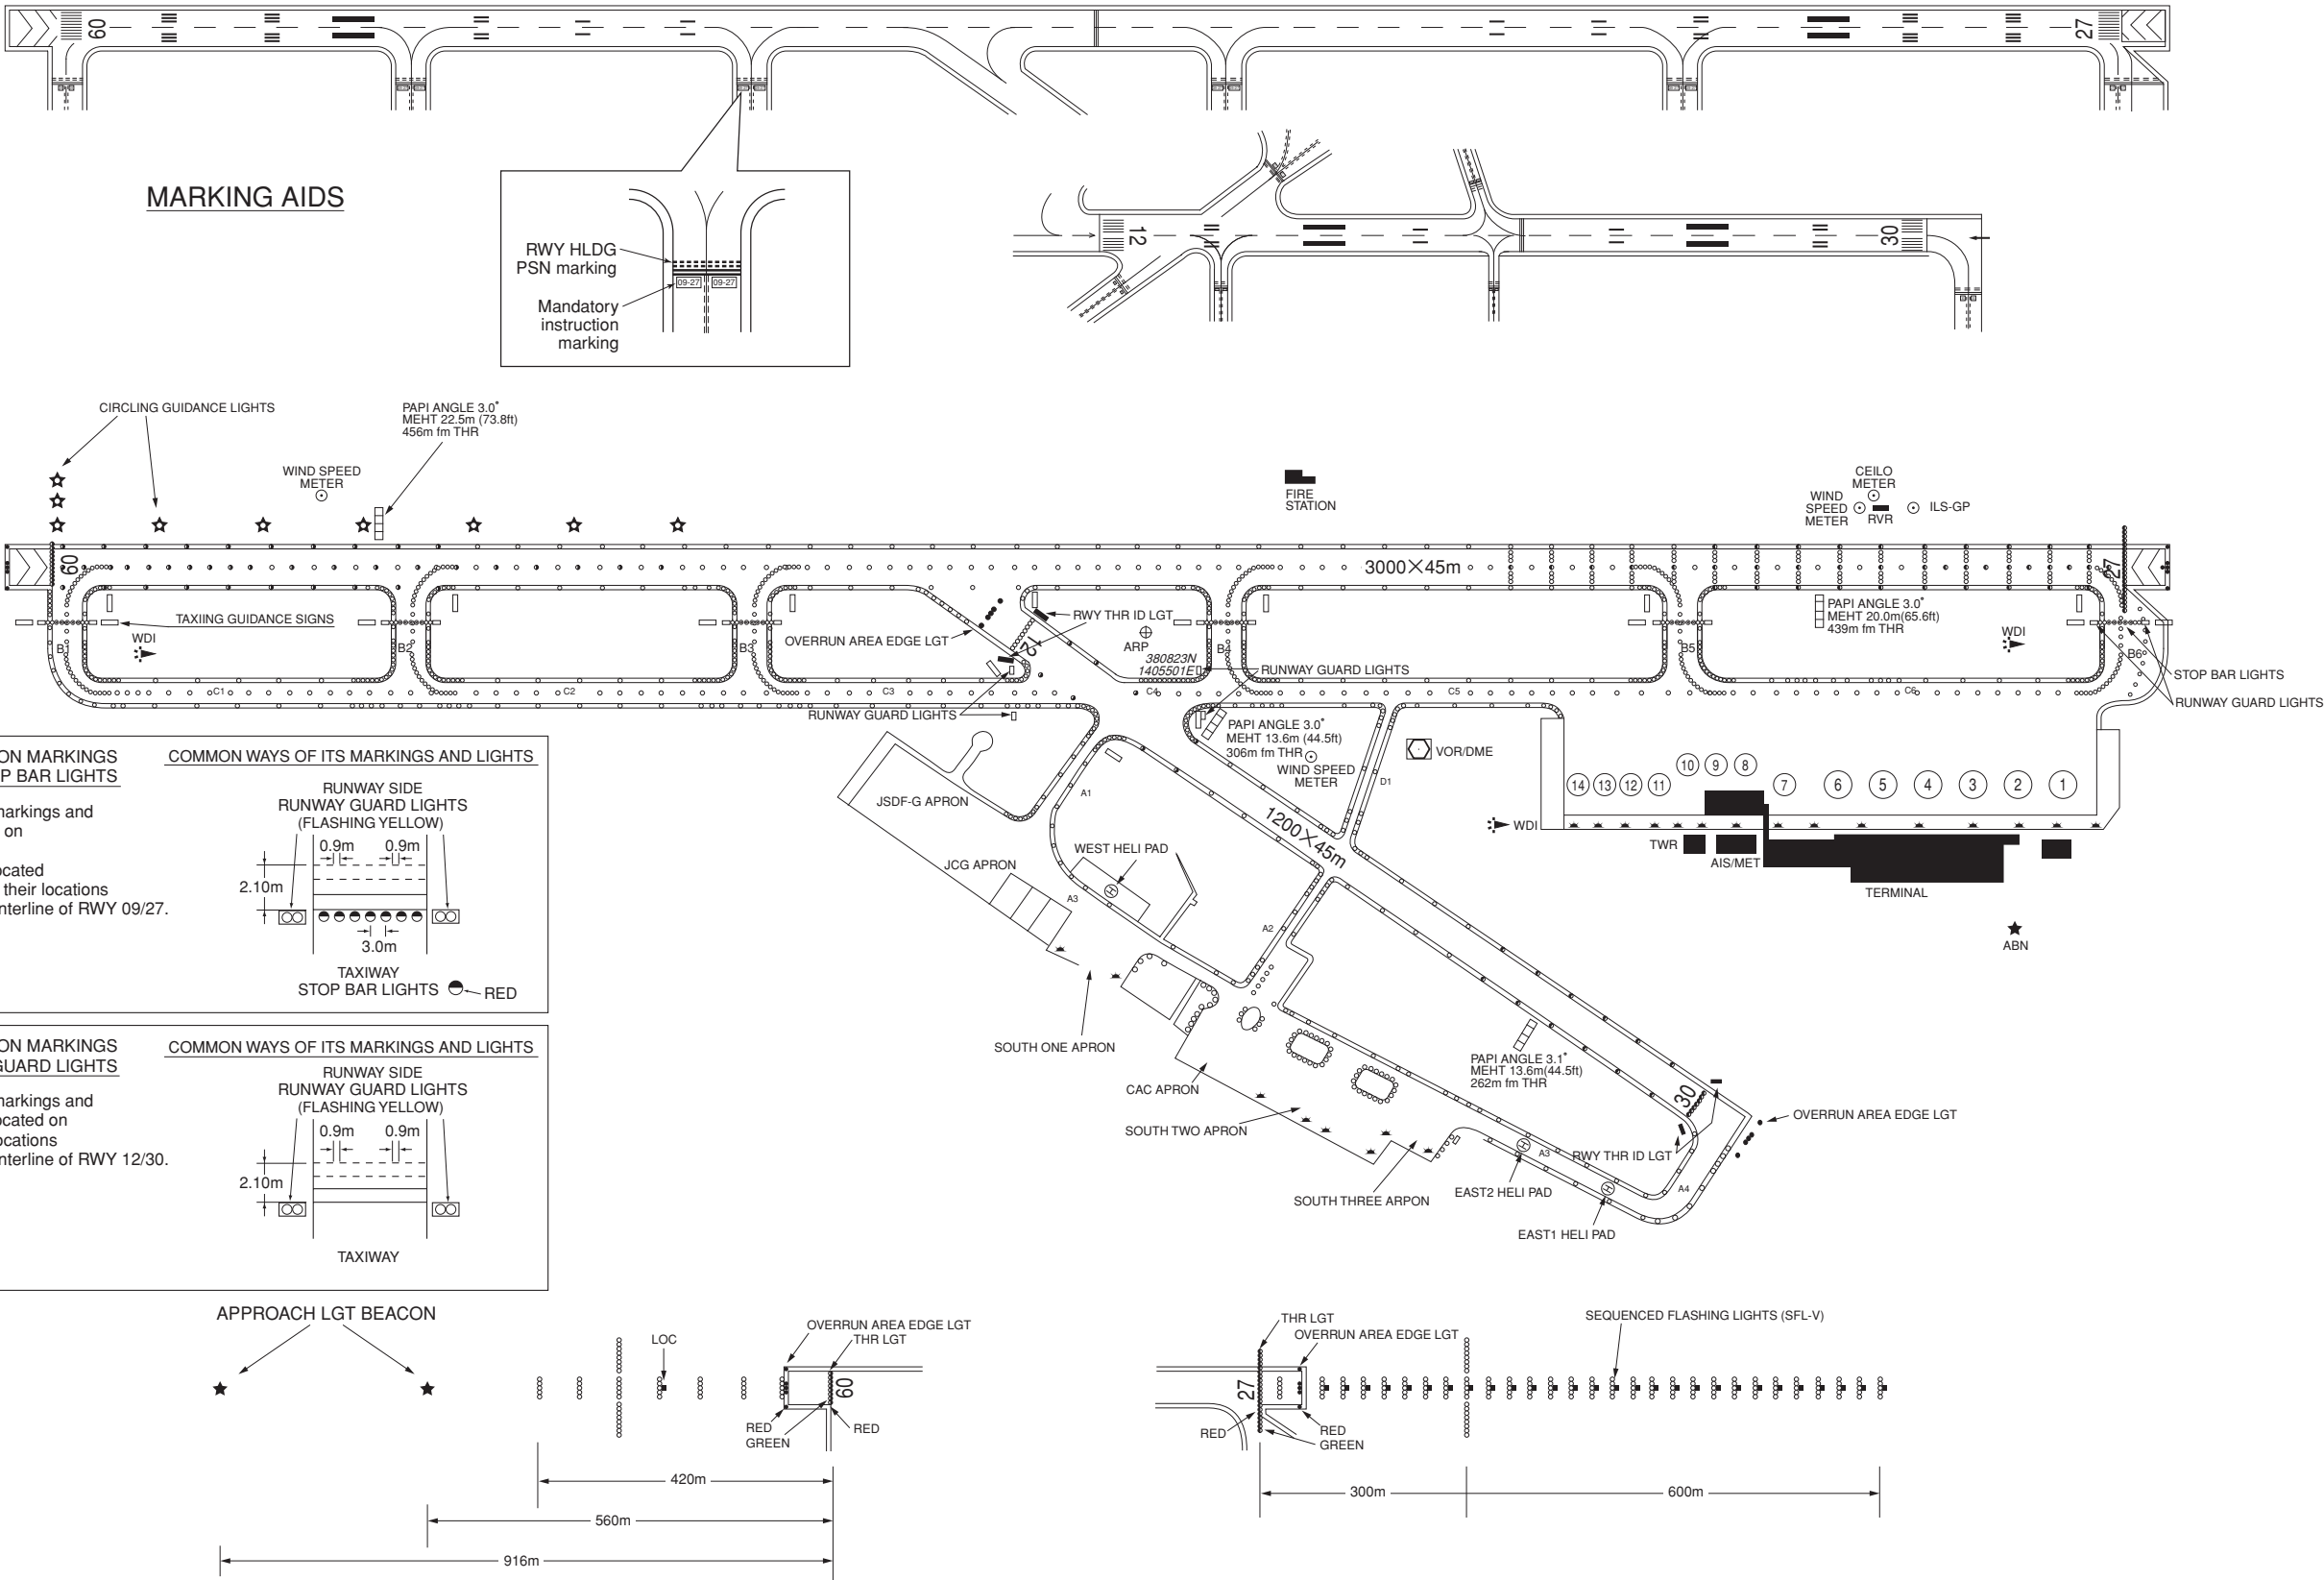 09
27
MARKING AIDS
RWY HLDG
PSN marking
09-27
09-27
Mandatory
instruction
marking
12
30
CIRCLING GUIDANCE LIGHTS
PAPI ANGLE 3.0°
MEHT 22.5m (73.8ft)
456m fm THR
WIND SPEED
METER
FIRE
STATION
CEILO
METER
WIND
SPEED
METER
RVR
ILS-GP
09
3000×45m
27
TAXIING GUIDANCE SIGNS
WDI
B1
B2
B3
B4
B5
B6
OVERRUN AREA EDGE LGT
RWY THR ID LGT
12
ARP
380823N
1405501E
RUNWAY GUARD LIGHTS
PAPI ANGLE 3.0°
MEHT 20.0m(65.6ft)
439m fm THR
WDI
STOP BAR LIGHTS
RUNWAY GUARD LIGHTS
C1
C2
C3
C4
C5
C6
RUNWAY GUARD LIGHTS
PAPI ANGLE 3.0°
MEHT 13.6m (44.5ft)
306m fm THR
WIND SPEED
METER
VOR/DME
D1
1200×45m
14
13
12
11
10
9
8
7
6
5
4
3
2
1
WDI
TWR
AIS/MET
TERMINAL
ABN
JSDF-G APRON
A1
JCG APRON
WEST HELI PAD
A3
A2
SOUTH ONE APRON
CAC APRON
SOUTH TWO APRON
SOUTH THREE ARPON
PAPI ANGLE 3.1°
MEHT 13.6m(44.5ft)
262m fm THR
30
OVERRUN AREA EDGE LGT
RWY THR ID LGT
A3
A4
EAST2 HELI PAD
EAST1 HELI PAD
ON MARKINGS
P BAR LIGHTS
markings and
on
ocated
their locations
nterline of RWY 09/27.
COMMON WAYS OF ITS MARKINGS AND LIGHTS
RUNWAY SIDE
RUNWAY GUARD LIGHTS
(FLASHING YELLOW)
0.9m
0.9m
2.10m
3.0m
TAXIWAY
STOP BAR LIGHTS
RED
ON MARKINGS
GUARD LIGHTS
markings and
ocated on
ocations
nterline of RWY 12/30.
COMMON WAYS OF ITS MARKINGS AND LIGHTS
RUNWAY SIDE
RUNWAY GUARD LIGHTS
(FLASHING YELLOW)
0.9m
0.9m
2.10m
TAXIWAY
APPROACH LGT BEACON
LOC
OVERRUN AREA EDGE LGT
THR LGT
09
RED
GREEN
RED
420m
560m
916m
THR LGT
OVERRUN AREA EDGE LGT
SEQUENCED FLASHING LIGHTS (SFL-V)
27
RED
RED
GREEN
300m
600m